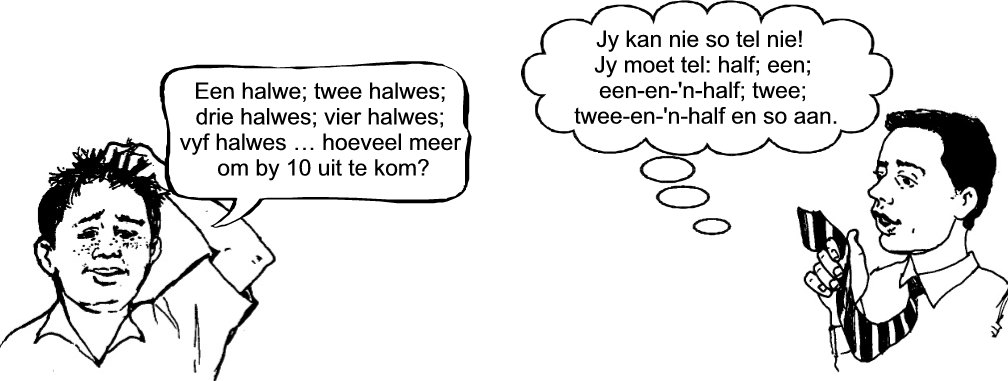 Een halwe; twee halwes;
drie halwes; vier halwes;
vyf halwes … hoeveel meer
om by 10 uit te kom?
Jy kan nie so tel nie!
Jy moet tel: half; een;
een-en-'n-half; twee;
twee-en-'n-half en so aan.